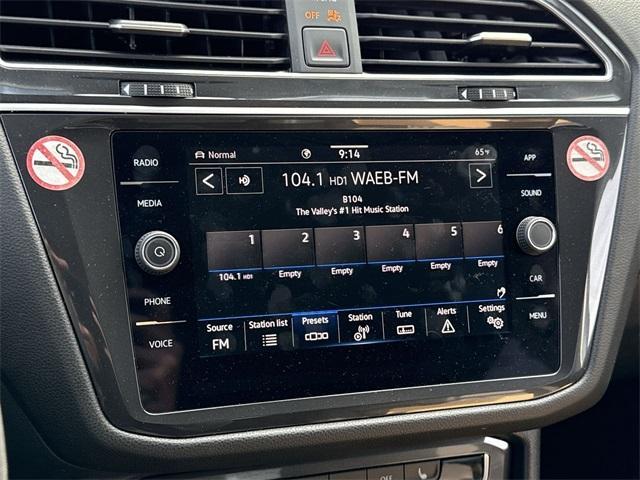 OFF
RADIO
MEDIA
PHONE
VOICE
Normal
9:14
65°F
104.1 HD1 WAEB-FM
B104
The Valley's #1 Hit Music Station
1 2 3 4 5 6
104.1 HD1 Empty Empty Empty Empty Empty
Source Station list Presets Station Tune Alerts Settings
FM
APP
SOUND
CAR
MENU